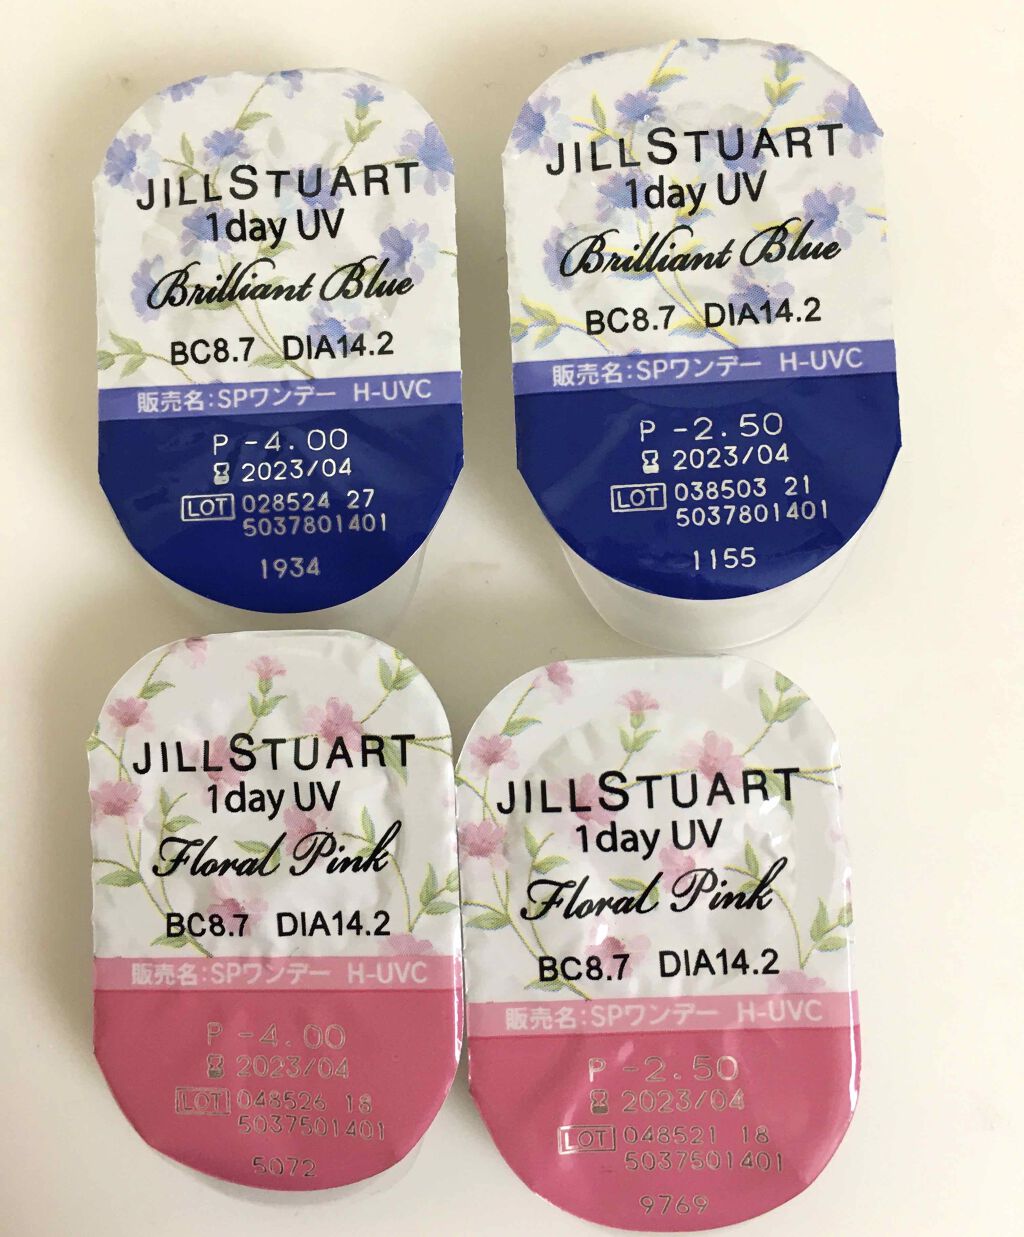 JILLSTUART
1day UV
Brilliant Blue
BC8.7 DIA14.2
販売名:SPワンデー H-UVC
P -4.00
2023/04
LOT 028524 27
5037801401
1934
JILLSTUART
1day UV
Brilliant Blue
BC8.7 DIA14.2
販売名:SPワンデー H-UVC
P -2.50
2023/04
LOT 038503 21
5037801401
1155
JILLSTUART
1day UV
Floral Pink
BC8.7 DIA14.2
販売名:SPワンデー H-UVC
P -4.00
2023/04
LOT 048526 18
5037501401
5072
JILLSTUART
1day UV
Floral Pink
BC8.7 DIA14.2
販売名:SPワンデー H-UVC
P -2.50
2023/04
LOT 048521 18
5037501401
9769